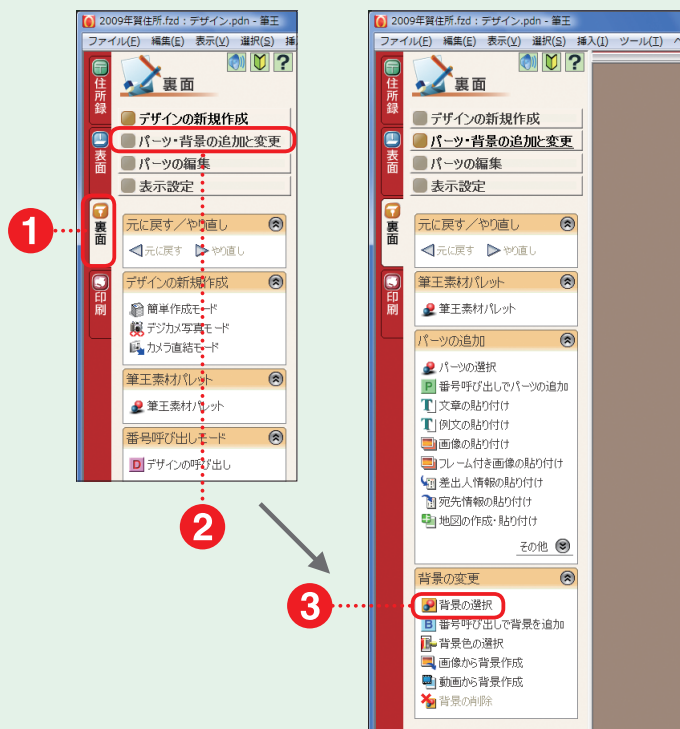 2009年賀住所.fzd : デザイン.pdn - 筆王
ファイル(F) 編集(E) 表示(V) 選択(S) 挿
住所録
表面
裏面
印刷
裏面
?
デザインの新規作成
パーツ・背景の追加と変更
パーツの編集
表示設定
元に戻す／やり直し
元に戻す やり直し
デザインの新規作成
簡単作成モード
デジカメ写真モード
カメラ直結モード
筆王素材パレット
筆王素材パレット
番号呼び出しモード
D デザインの呼び出し
1
2
2009年賀住所.fzd : デザイン.pdn - 筆王
ファイル(F) 編集(E) 表示(V) 選択(S) 挿入(I) ツール(T)
住所録
表面
裏面
印刷
裏面
?
デザインの新規作成
パーツ・背景の追加と変更
パーツの編集
表示設定
元に戻す／やり直し
元に戻す やり直し
筆王素材パレット
筆王素材パレット
パーツの追加
パーツの選択
P 番号呼び出しでパーツの追加
T 文章の貼り付け
T 例文の貼り付け
画像の貼り付け
フレーム付き画像の貼り付け
差出人情報の貼り付け
宛先情報の貼り付け
地図の作成・貼り付け
その他
背景の変更
3
背景の選択
B 番号呼び出しで背景を追加
背景色の選択
画像から背景作成
動画から背景作成
背景の削除